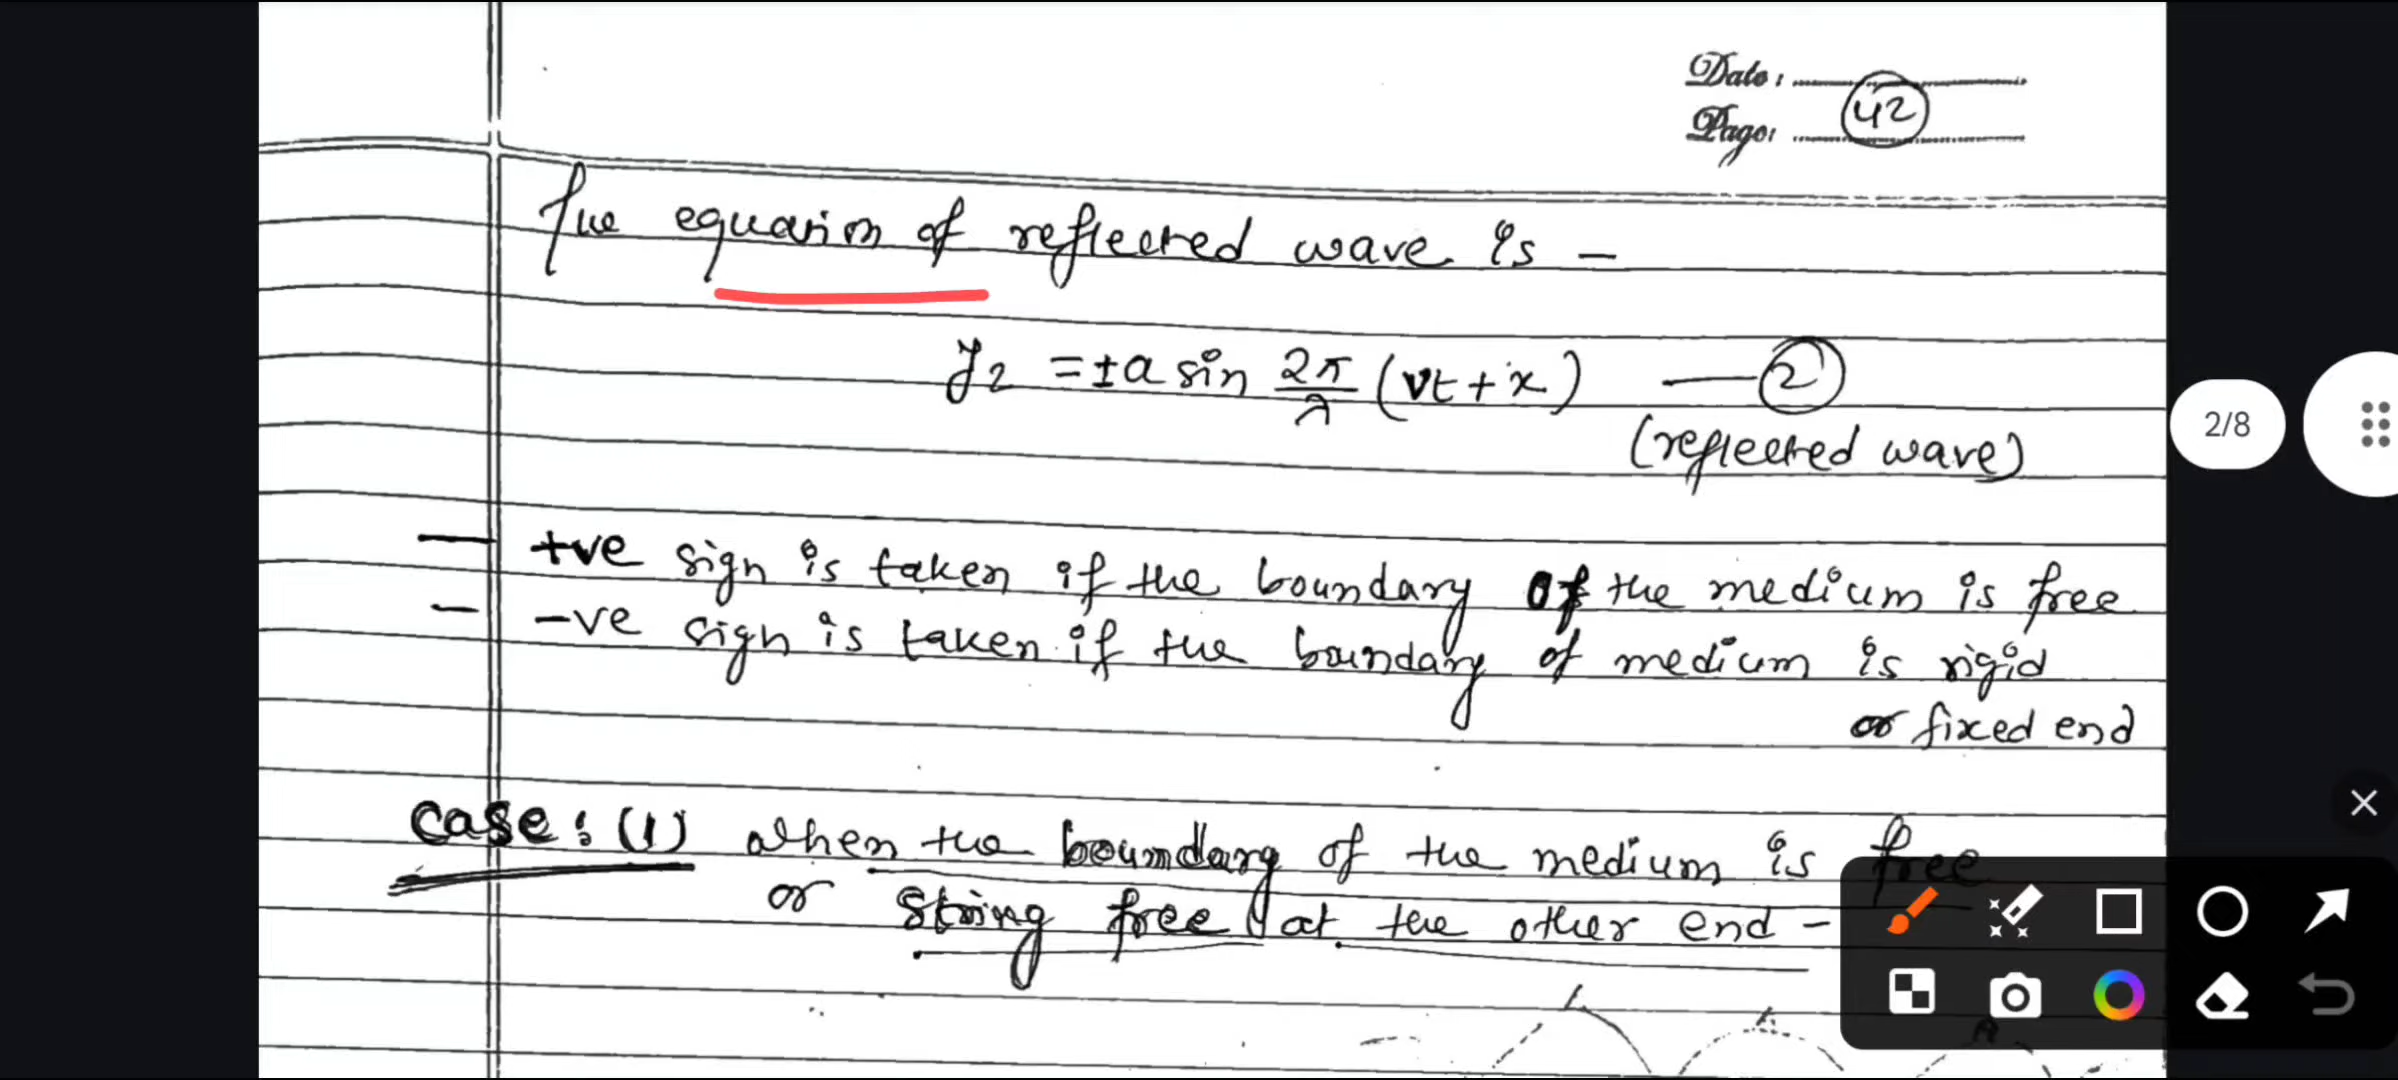 Date:
Page: 42
The equation of reflected wave is -
y₂ = ±a sin 2π/λ (vt + x) — 2
(reflected wave)
— +ve sign is taken if the boundary of the medium is free
— -ve sign is taken if the boundary of medium is rigid
or fixed end
Case: (1) when the boundary of the medium is free
or string free at the other end -
2/8